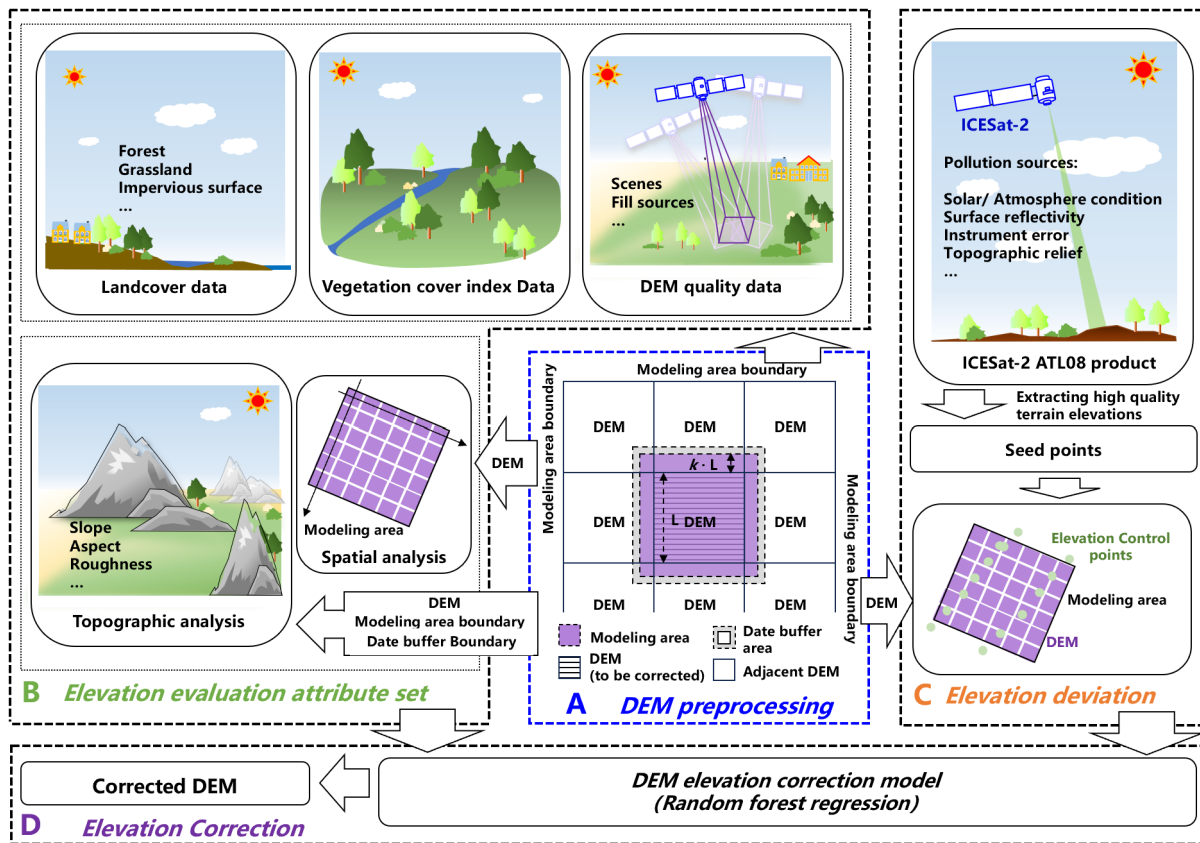 Forest
Grassland
Impervious surface
...
Landcover data
Vegetation cover index Data
Scenes
Fill sources
...
DEM quality data
ICESat-2
Pollution sources:
Solar/ Atmosphere condition
Surface reflectivity
Instrument error
Topographic relief
...
ICESat-2 ATL08 product
Extracting high quality
terrain elevations
Seed points
Elevation Control
points
Modeling area
DEM
C Elevation deviation
Slope
Aspect
Roughness
...
Topographic analysis
Modeling area
Spatial analysis
DEM
DEM
Modeling area boundary
Date buffer Boundary
B Elevation evaluation attribute set
Modeling area boundary
Modeling area boundary
Modeling area boundary
DEM
DEM
DEM
k · L
DEM
L
DEM
DEM
DEM
DEM
DEM
DEM
Modeling area
Date buffer
area
DEM
(to be corrected)
Adjacent DEM
A DEM preprocessing
Corrected DEM
DEM elevation correction model
(Random forest regression)
D Elevation Correction